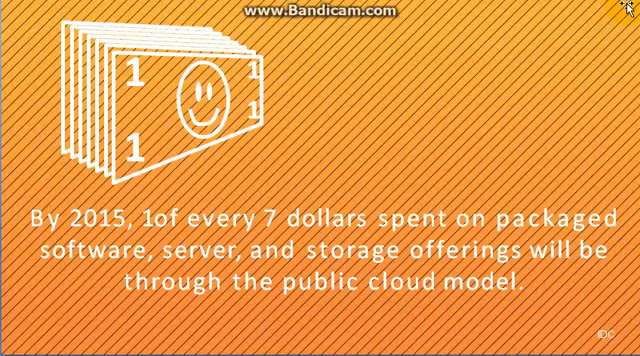 www.Bandicam.com
1
1
1
1
By 2015, 1of every 7 dollars spent on packaged
software, server, and storage offerings will be
through the public cloud model.
IDC